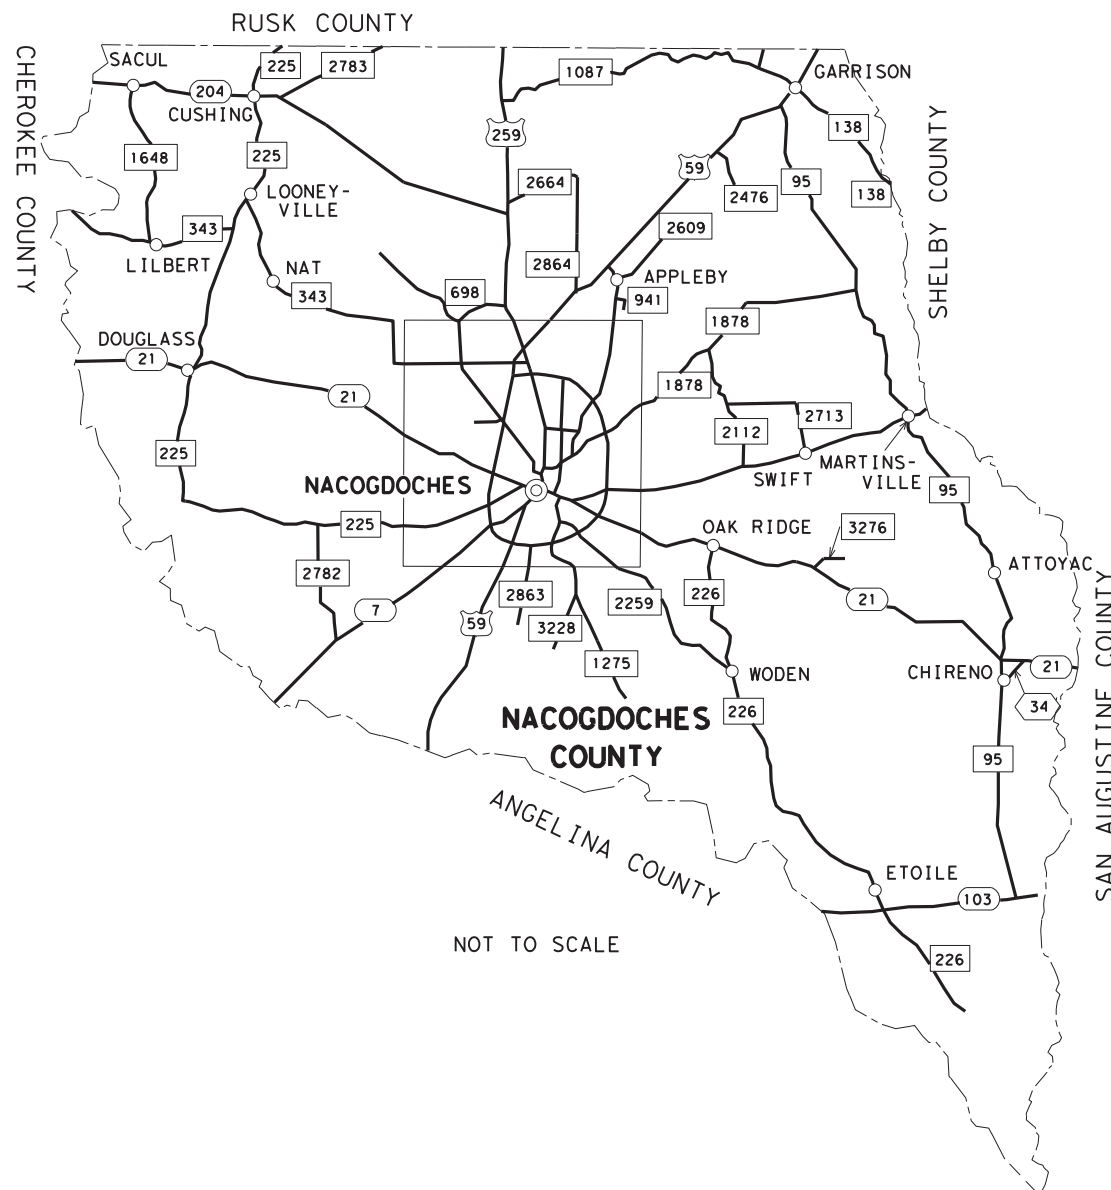 RUSK COUNTY
CHEROKEE COUNTY
SACUL
225
2783
1087
GARRISON
204
CUSHING
259
138
SHELBY COUNTY
1648
225
59
2664
95
2476
138
LOONEY-
VILLE
343
2609
LILBERT
2864
NAT
APPLEBY
343
698
941
1878
DOUGLASS
21
1878
21
2713
2112
225
SWIFT
MARTINS-
VILLE
NACOGDOCHES
95
225
OAK RIDGE
3276
ATTOYAC
2782
226
2863
2259
21
7
59
3228
1275
WODEN
CHIRENO
21
34
226
NACOGDOCHES
COUNTY
95
SAN AUGUSTINE COUNTY
ANGELINA COUNTY
ETOILE
103
NOT TO SCALE
226